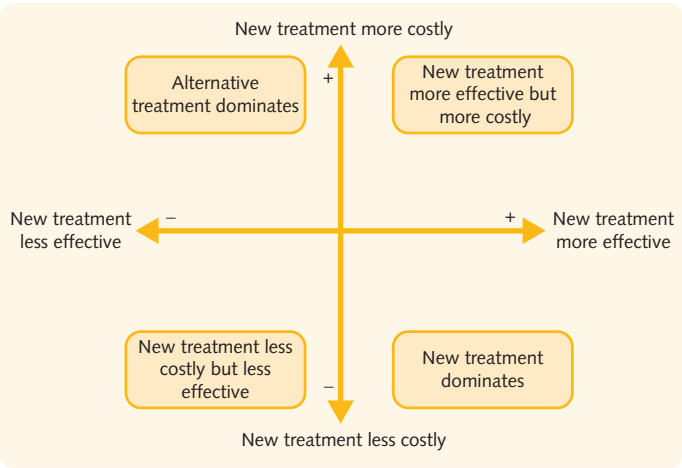 New treatment more costly
+
Alternative
treatment dominates
New treatment
more effective but
more costly
New treatment
less effective
–
+
New treatment
more effective
New treatment less
costly but less
effective
–
New treatment
dominates
New treatment less costly